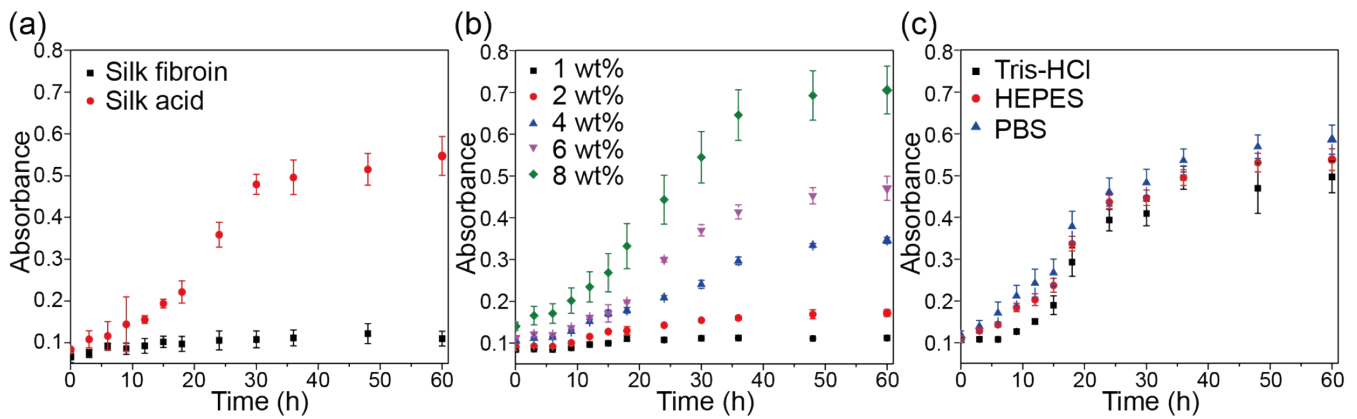 (a)
0.8
0.7
0.6
0.5
0.4
0.3
0.2
0.1
Absorbance
Silk fibroin
Silk acid
0 10 20 30 40 50 60
Time (h)
(b)
0.8
0.7
0.6
0.5
0.4
0.3
0.2
0.1
Absorbance
1 wt%
2 wt%
4 wt%
6 wt%
8 wt%
0 10 20 30 40 50 60
Time (h)
(c)
0.8
0.7
0.6
0.5
0.4
0.3
0.2
0.1
Absorbance
Tris-HCl
HEPES
PBS
0 10 20 30 40 50 60
Time (h)